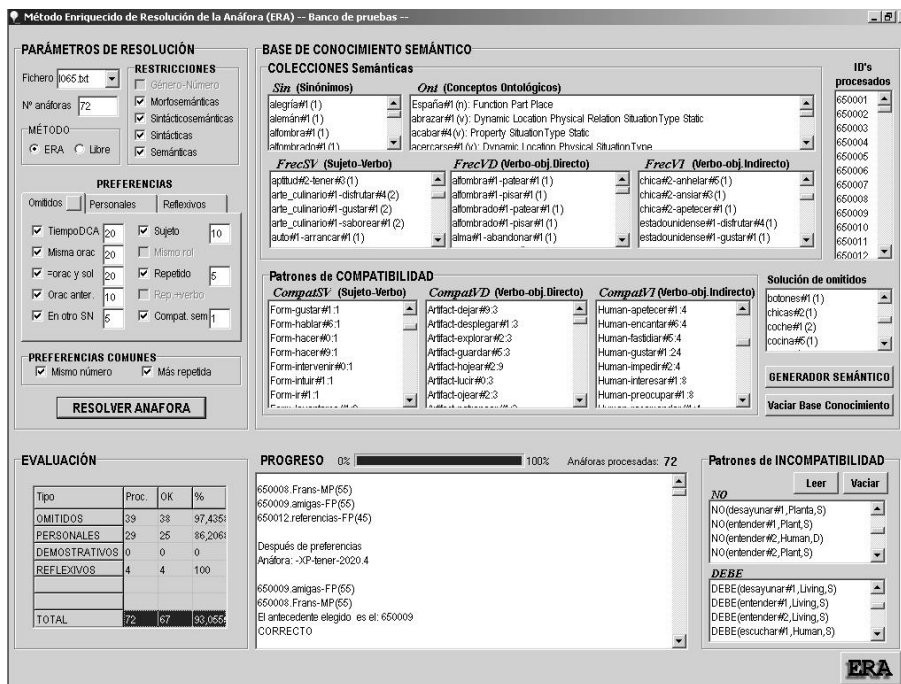 Método Enriquecido de Resolución de la Anáfora (ERA) -- Banco de pruebas --
PARÁMETROS DE RESOLUCIÓN
Fichero l065.txt
Nº anáforas 72
MÉTODO
ERA Libre
RESTRICCIONES
Género-Número
Morfosemánticas
Sintácticosemánticas
Sintácticas
Semánticas
PREFERENCIAS
Omitidos Personales Reflexivos
TiempoDCA 20 Sujeto 10
Misma orac 20 Mismo rol
=orac y sol 20 Repetido 5
Orac anter. 10 Rep.+verbo
En otro SN 5 Compat. sem 1
PREFERENCIAS COMUNES
Mismo número Más repetida
RESOLVER ANAFORA
BASE DE CONOCIMIENTO SEMÁNTICO
COLECCIONES Semánticas
Sin (Sinónimos)
alegría#1 (1)
alemán#1 (1)
alfombra#1 (1)
alfombrado#1 (1)
Ont (Conceptos Ontológicos)
España#1 (n): Function Part Place
abrazar#1 (v): Dynamic Location Physical Relation SituationType Static
acabar#4 (v): Property SituationType Static
acercarse#1 (v): Dynamic Location Physical SituationType
FrecSV (Sujeto-Verbo)
aptitud#2-tener#3 (1)
arte_culinario#1-disfrutar#4 (2)
arte_culinario#1-gustar#1 (1)
arte_culinario#1-saborear#1 (2)
auto#1-arrancar#1 (1)
FrecVD (Verbo-obj.Directo)
alfombra#1-patear#1 (1)
alfombra#1-pisar#1 (1)
alfombrado#1-patear#1 (1)
alfombrado#1-pisar#1 (1)
alma#1-abandonar#1 (1)
FrecVI (Verbo-obj.Indirecto)
chica#2-anhelar#5 (1)
chica#2-ansiar#3 (1)
chica#2-apetecer#1 (1)
estadounidense#1-disfrutar#4 (1)
estadounidense#1-gustar#1 (1)
ID's
procesados
650001
650002
650003
650004
650005
650006
650007
650008
650009
650010
650011
650012
Patrones de COMPATIBILIDAD
CompatSV (Sujeto-Verbo)
Form-gustar#1:1
Form-hablar#6:1
Form-hacer#0:1
Form-hacer#9:1
Form-intervenir#0:1
Form-intuir#1:1
Form-ir#1:1
CompatVD (Verbo-obj.Directo)
Artifact-dejar#9:3
Artifact-desplegar#1:3
Artifact-explorar#2:3
Artifact-guardar#5:3
Artifact-hojear#2:9
Artifact-lucir#0:3
Artifact-ojear#2:3
CompatVI (Verbo-obj.Indirecto)
Human-apetecer#1:4
Human-encantar#6:4
Human-fastidiar#5:4
Human-gustar#1:24
Human-impedir#2:4
Human-interesar#1:8
Human-preocupar#1:8
Solución de omitidos
botones#1 (1)
chicas#2 (1)
coche#1 (2)
cocina#5 (1)
GENERADOR SEMÁNTICO
Vaciar Base Conocimiento
EVALUACIÓN
Tipo Proc. OK %
OMITIDOS 39 38 97,435
PERSONALES 29 25 86,206
DEMOSTRATIVOS 0 0 0
REFLEXIVOS 4 4 100
TOTAL 72 67 93,055
PROGRESO 0% 100% Anáforas procesadas: 72
650008.Frans-MP(55)
650009.amigas-FP(55)
650012.referencias-FP(45)
Después de preferencias
Anáfora: -XP-tener-2020.4
650009.amigas-FP(55)
650008.Frans-MP(55)
El antecedente elegido es el: 650009
CORRECTO
Patrones de INCOMPATIBILIDAD
Leer Vaciar
NO
NO(desayunar#1,Planta,S)
NO(entender#1,Plant,S)
NO(entender#2,Human,D)
NO(entender#2,Plant,S)
DEBE
DEBE(desayunar#1,Living,S)
DEBE(entender#1,Living,S)
DEBE(entender#2,Living,S)
DEBE(escuchar#1,Human,S)
ERA